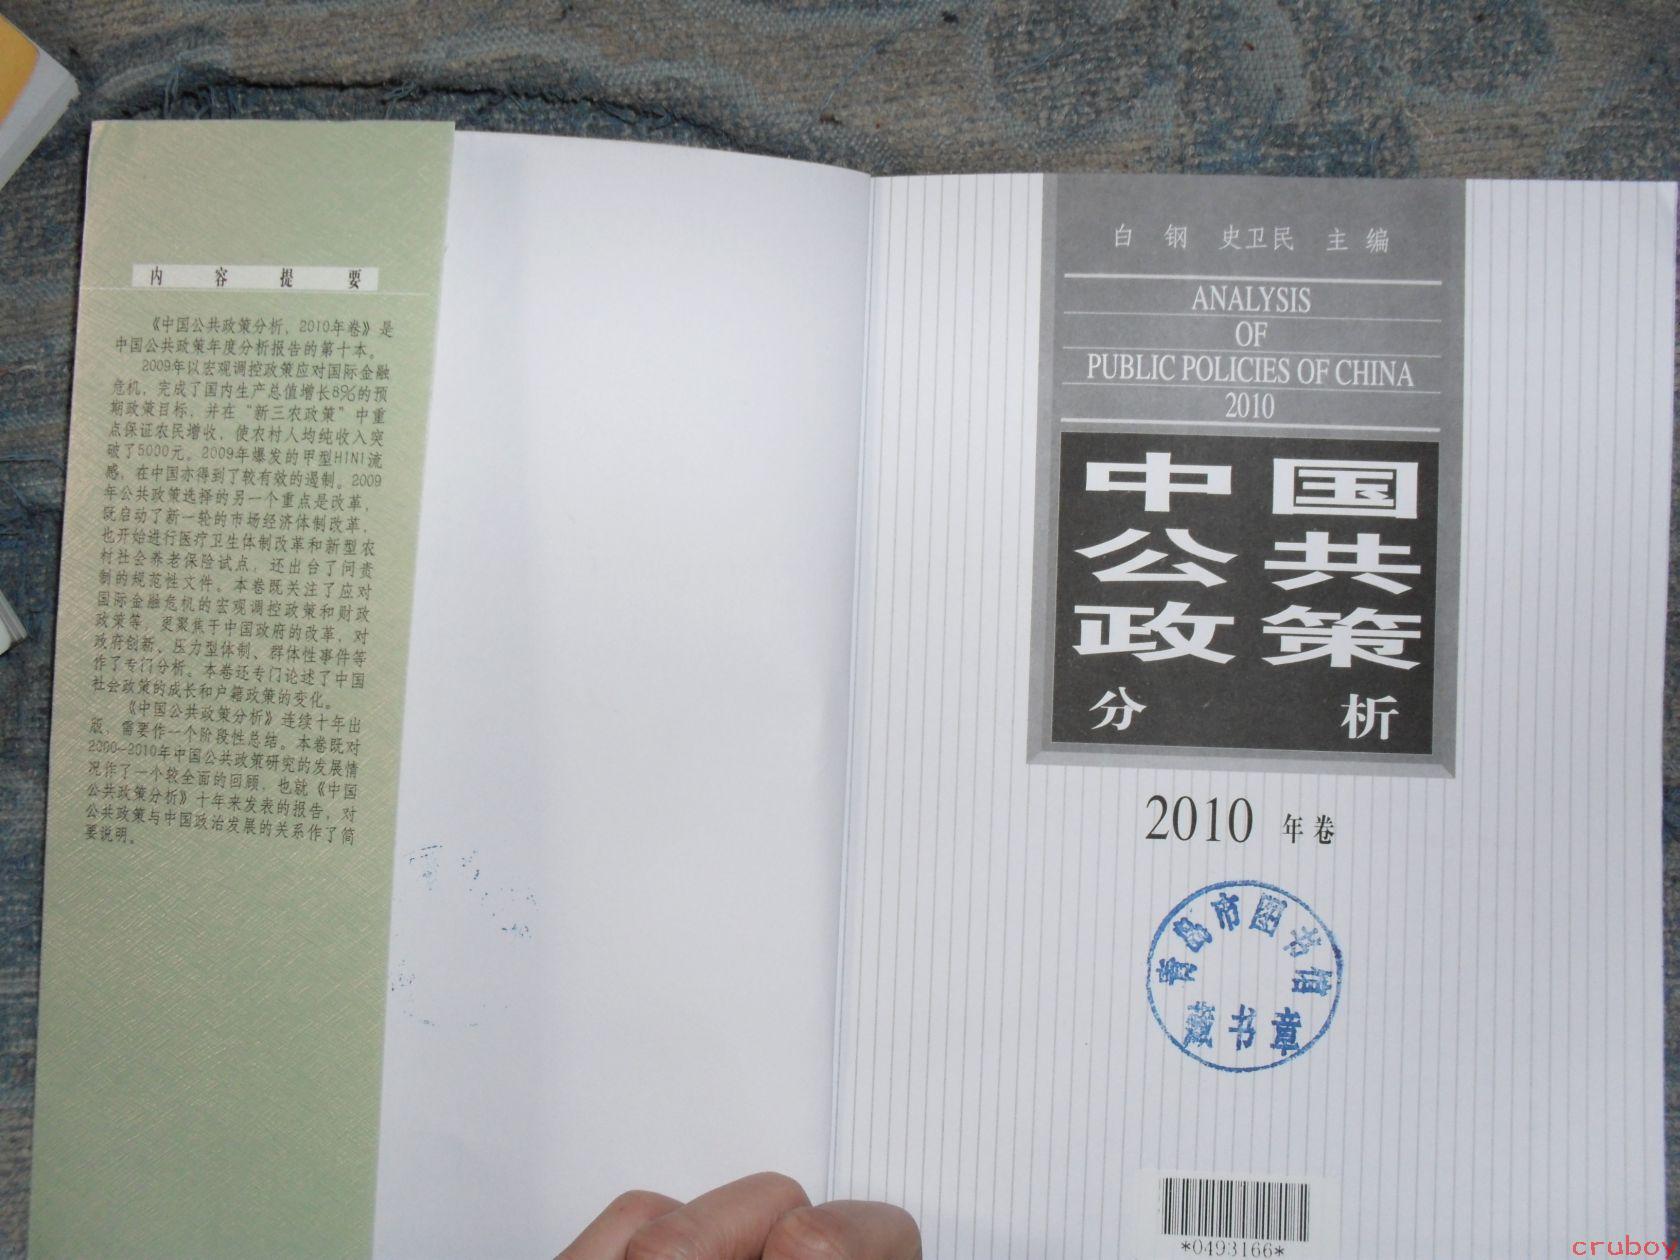 内容提要
《中国公共政策分析，2010年卷》是
中国公共政策年度分析报告的第十本。
2009年以宏观调控政策应对国际金融
危机，完成了国内生产总值增长8%的预
期政策目标，并在“新三农政策”中重
点保证农民增收，使农村人均纯收入突
破了5000元。2009年爆发的甲型H1N1流
感，在中国亦得到了较有效的遏制。2009
年公共政策选择的另一个重点是改革，
既启动了新一轮的市场经济体制改革，
也开始进行医疗卫生体制改革和新型农
村社会养老保险试点，还出台了问责
制的规范性文件。本卷既关注了应对
国际金融危机的宏观调控政策和财政
政策等，更聚焦于中国政府的改革，对
政府创新、压力型体制、群体性事件等
作了专门分析。本卷还专门论述了中国
社会政策的成长和户籍政策的变化。
《中国公共政策分析》连续十年出
版，需要作一个阶段性总结。本卷既对
2000-2010年中国公共政策研究的发展情
况作了一个较全面的回顾，也就《中国
公共政策分析》十年来发表的报告，对
公共政策与中国政治发展的关系作了简
要说明。
白 钢 史卫民 主 编
ANALYSIS
OF
PUBLIC POLICIES OF CHINA
2010
中国
公共
政策
分析
2010 年卷
青岛市图书馆
藏书章
*0493166*
cruboy